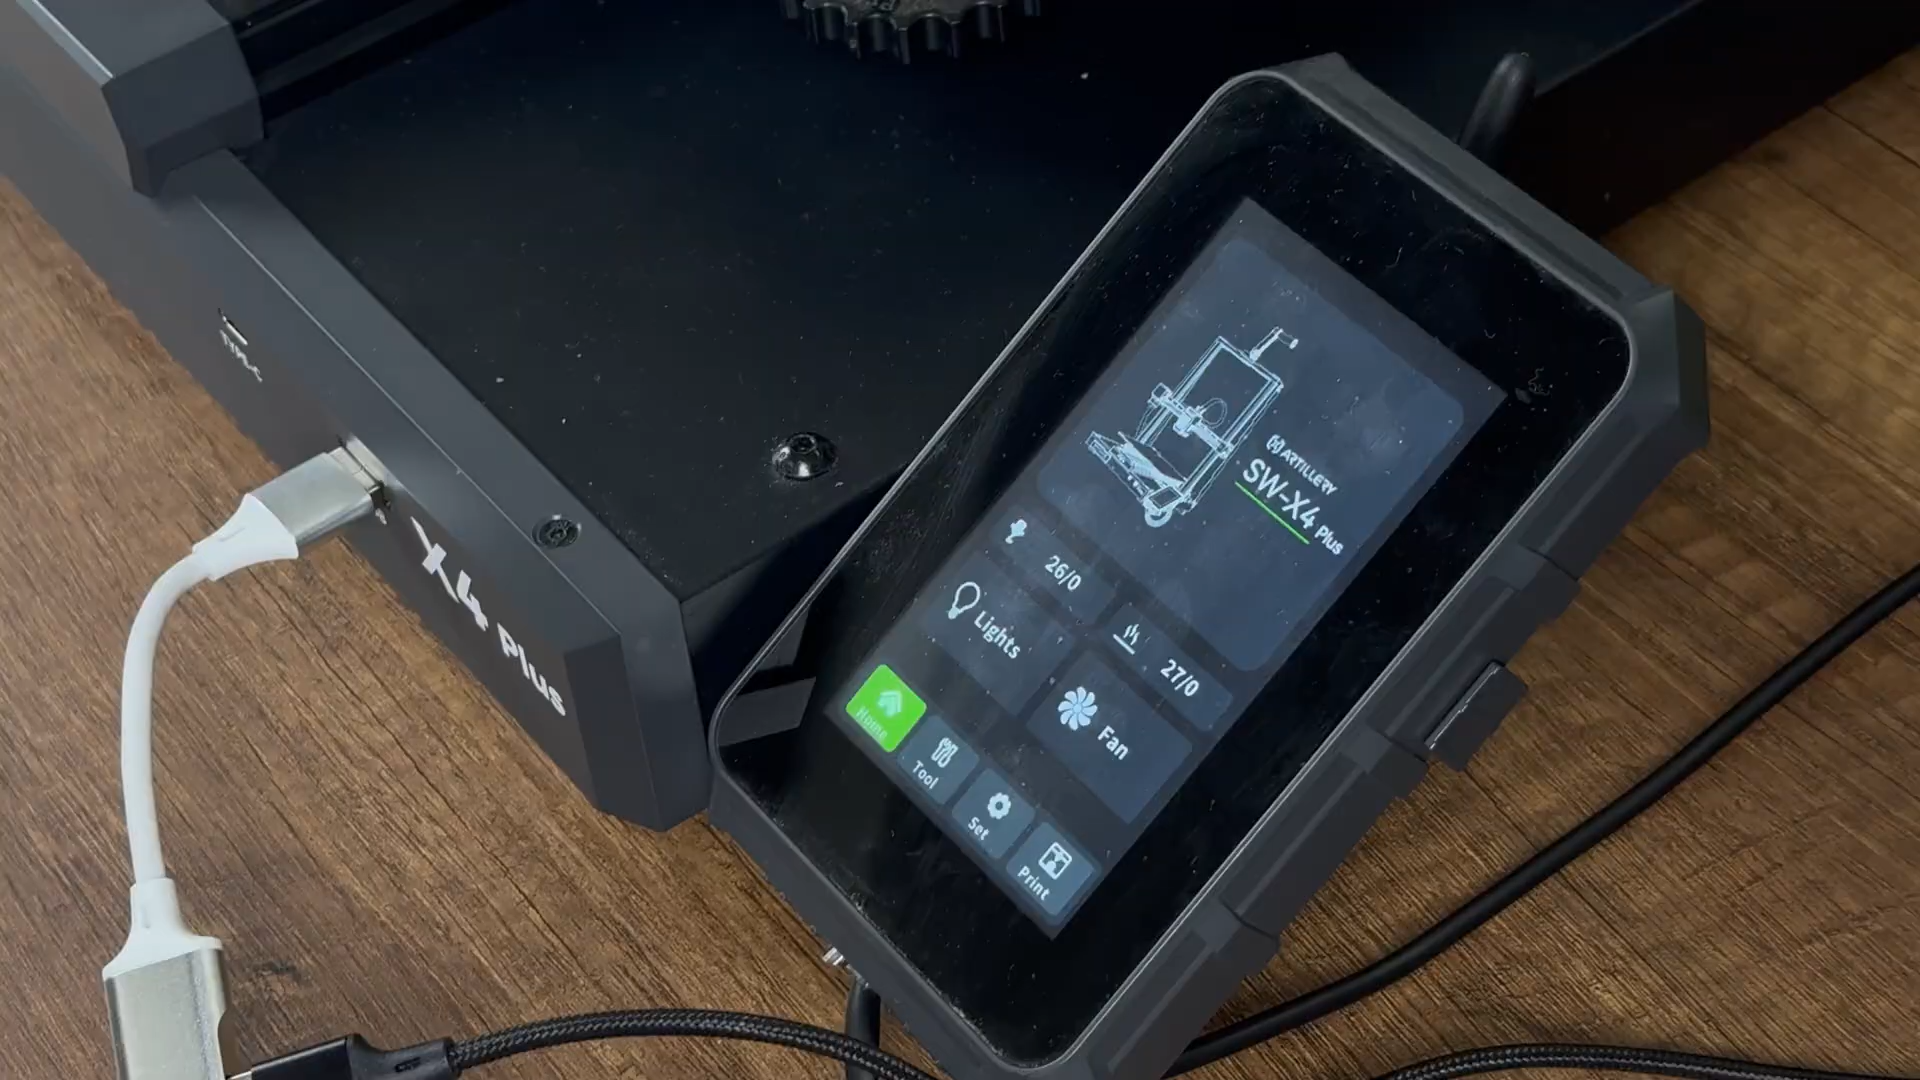 TYPE-C
X4 Plus
ARTILLERY
SW-X4 Plus
26/0
27/0
Lights
Fan
Home
Tool
Set
Print